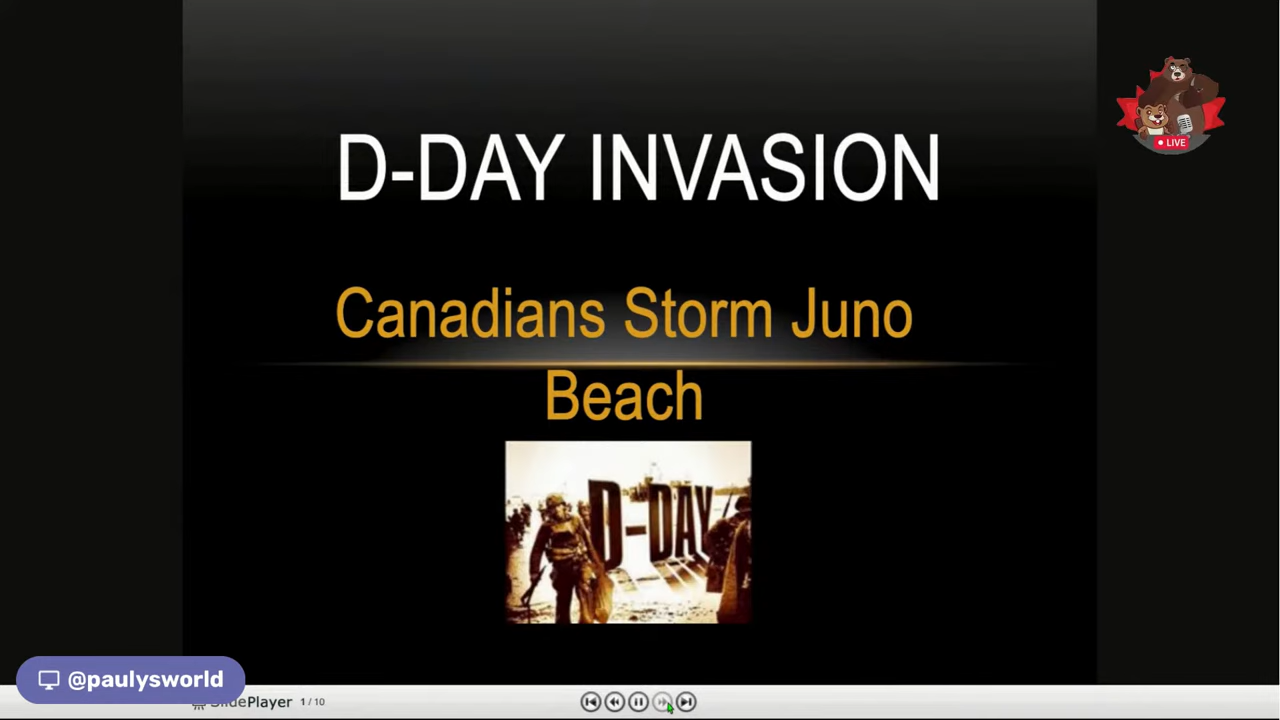 D-DAY INVASION
LIVE
Canadians Storm Juno
Beach
D-DAY
@paulysworld
SlidePlayer 1 / 10